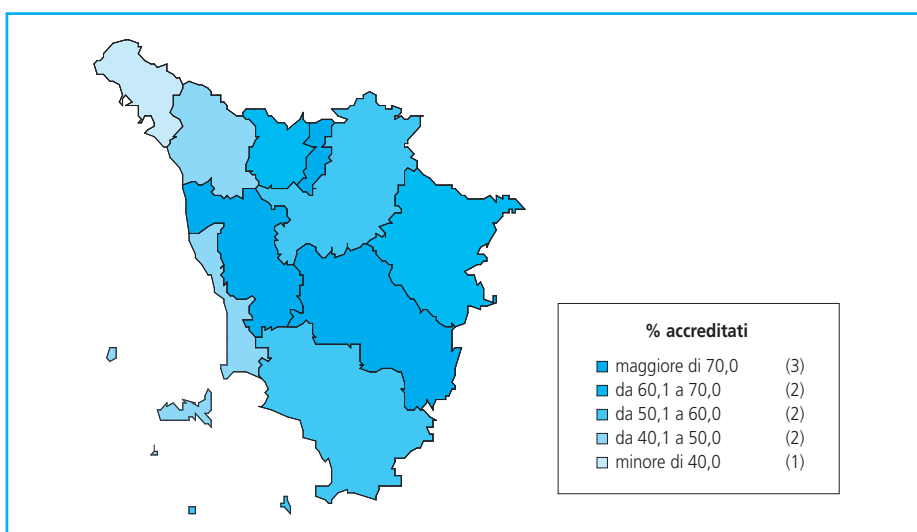 % accreditati
maggiore di 70,0 (3)
da 60,1 a 70,0 (2)
da 50,1 a 60,0 (2)
da 40,1 a 50,0 (2)
minore di 40,0 (1)